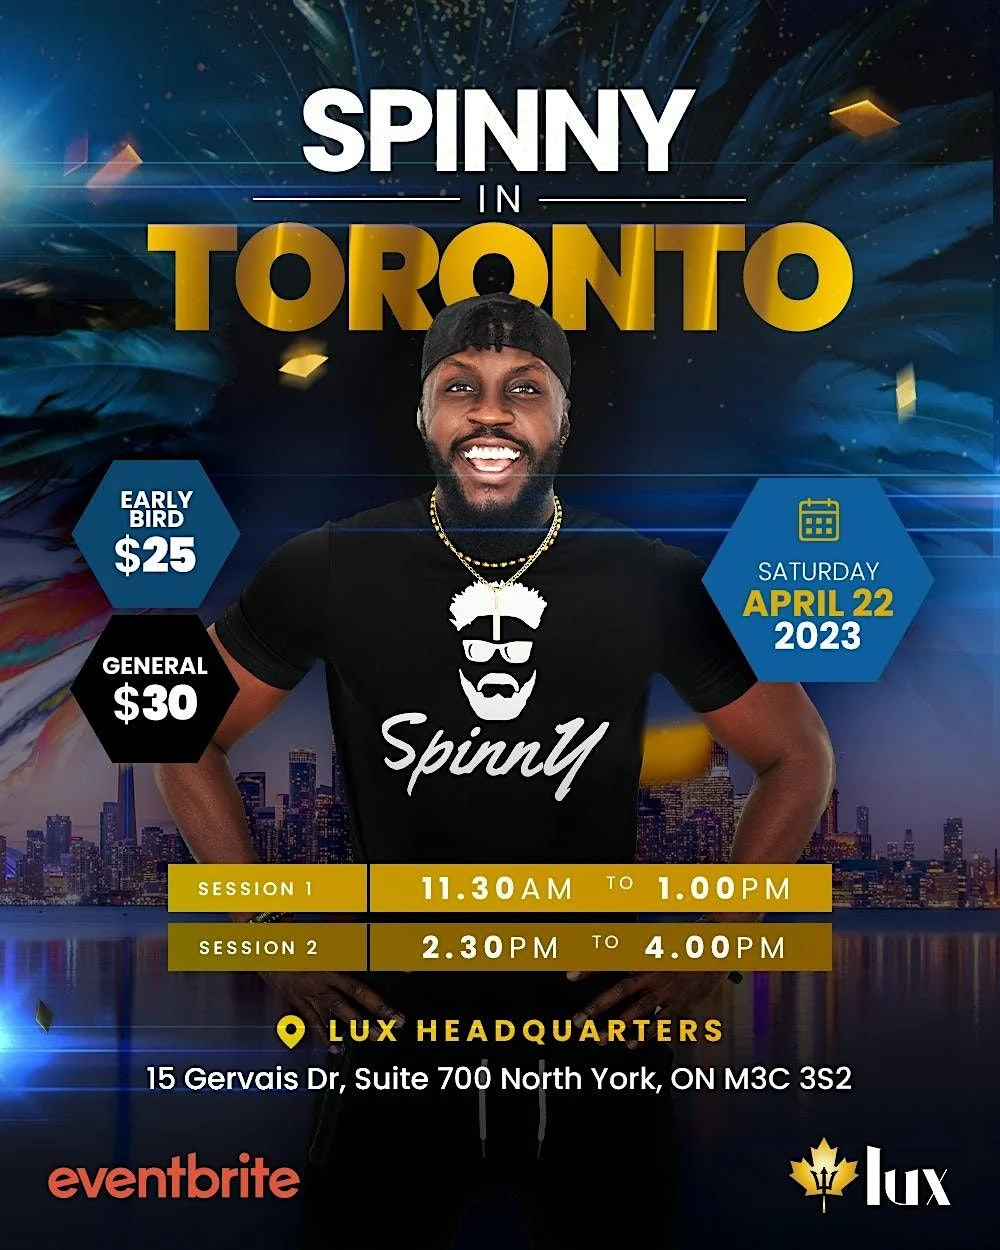 SPINNY
IN
TORONTO
EARLY
BIRD
$25
GENERAL
$30
SATURDAY
APRIL 22
2023
SpinnY
SESSION 1 11.30AM TO 1.00PM
SESSION 2 2.30PM TO 4.00PM
LUX HEADQUARTERS
15 Gervais Dr, Suite 700 North York, ON M3C 3S2
eventbrite
lux